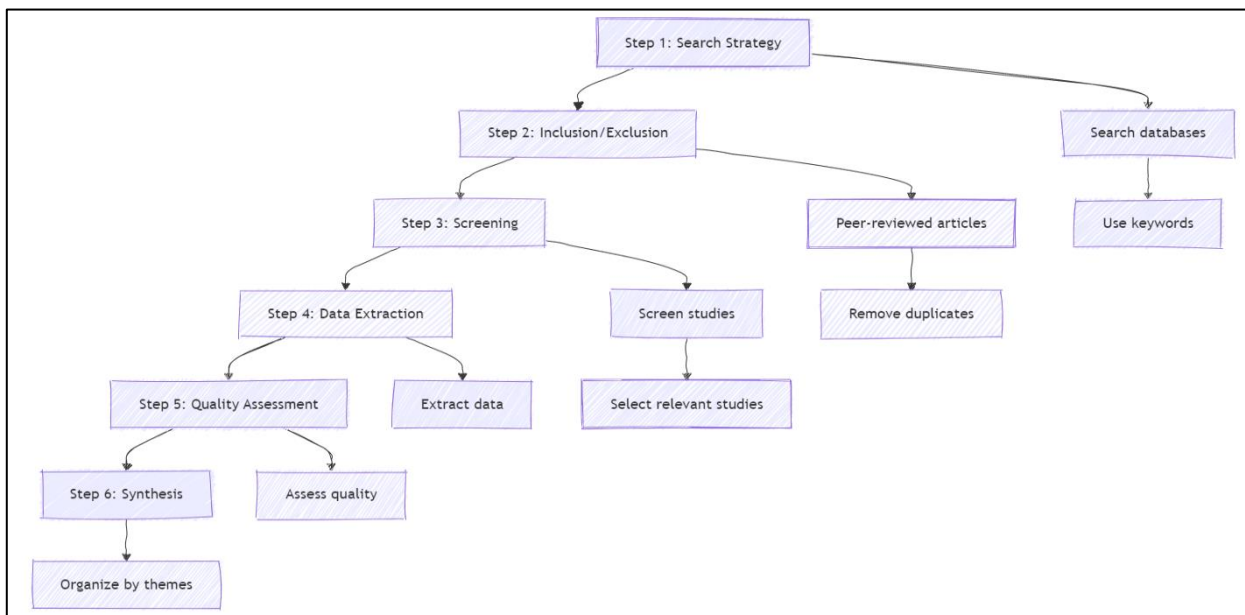 Step 1: Search Strategy
Step 2: Inclusion/Exclusion
Search databases
Step 3: Screening
Peer-reviewed articles
Use keywords
Step 4: Data Extraction
Screen studies
Remove duplicates
Step 5: Quality Assessment
Extract data
Select relevant studies
Step 6: Synthesis
Assess quality
Organize by themes